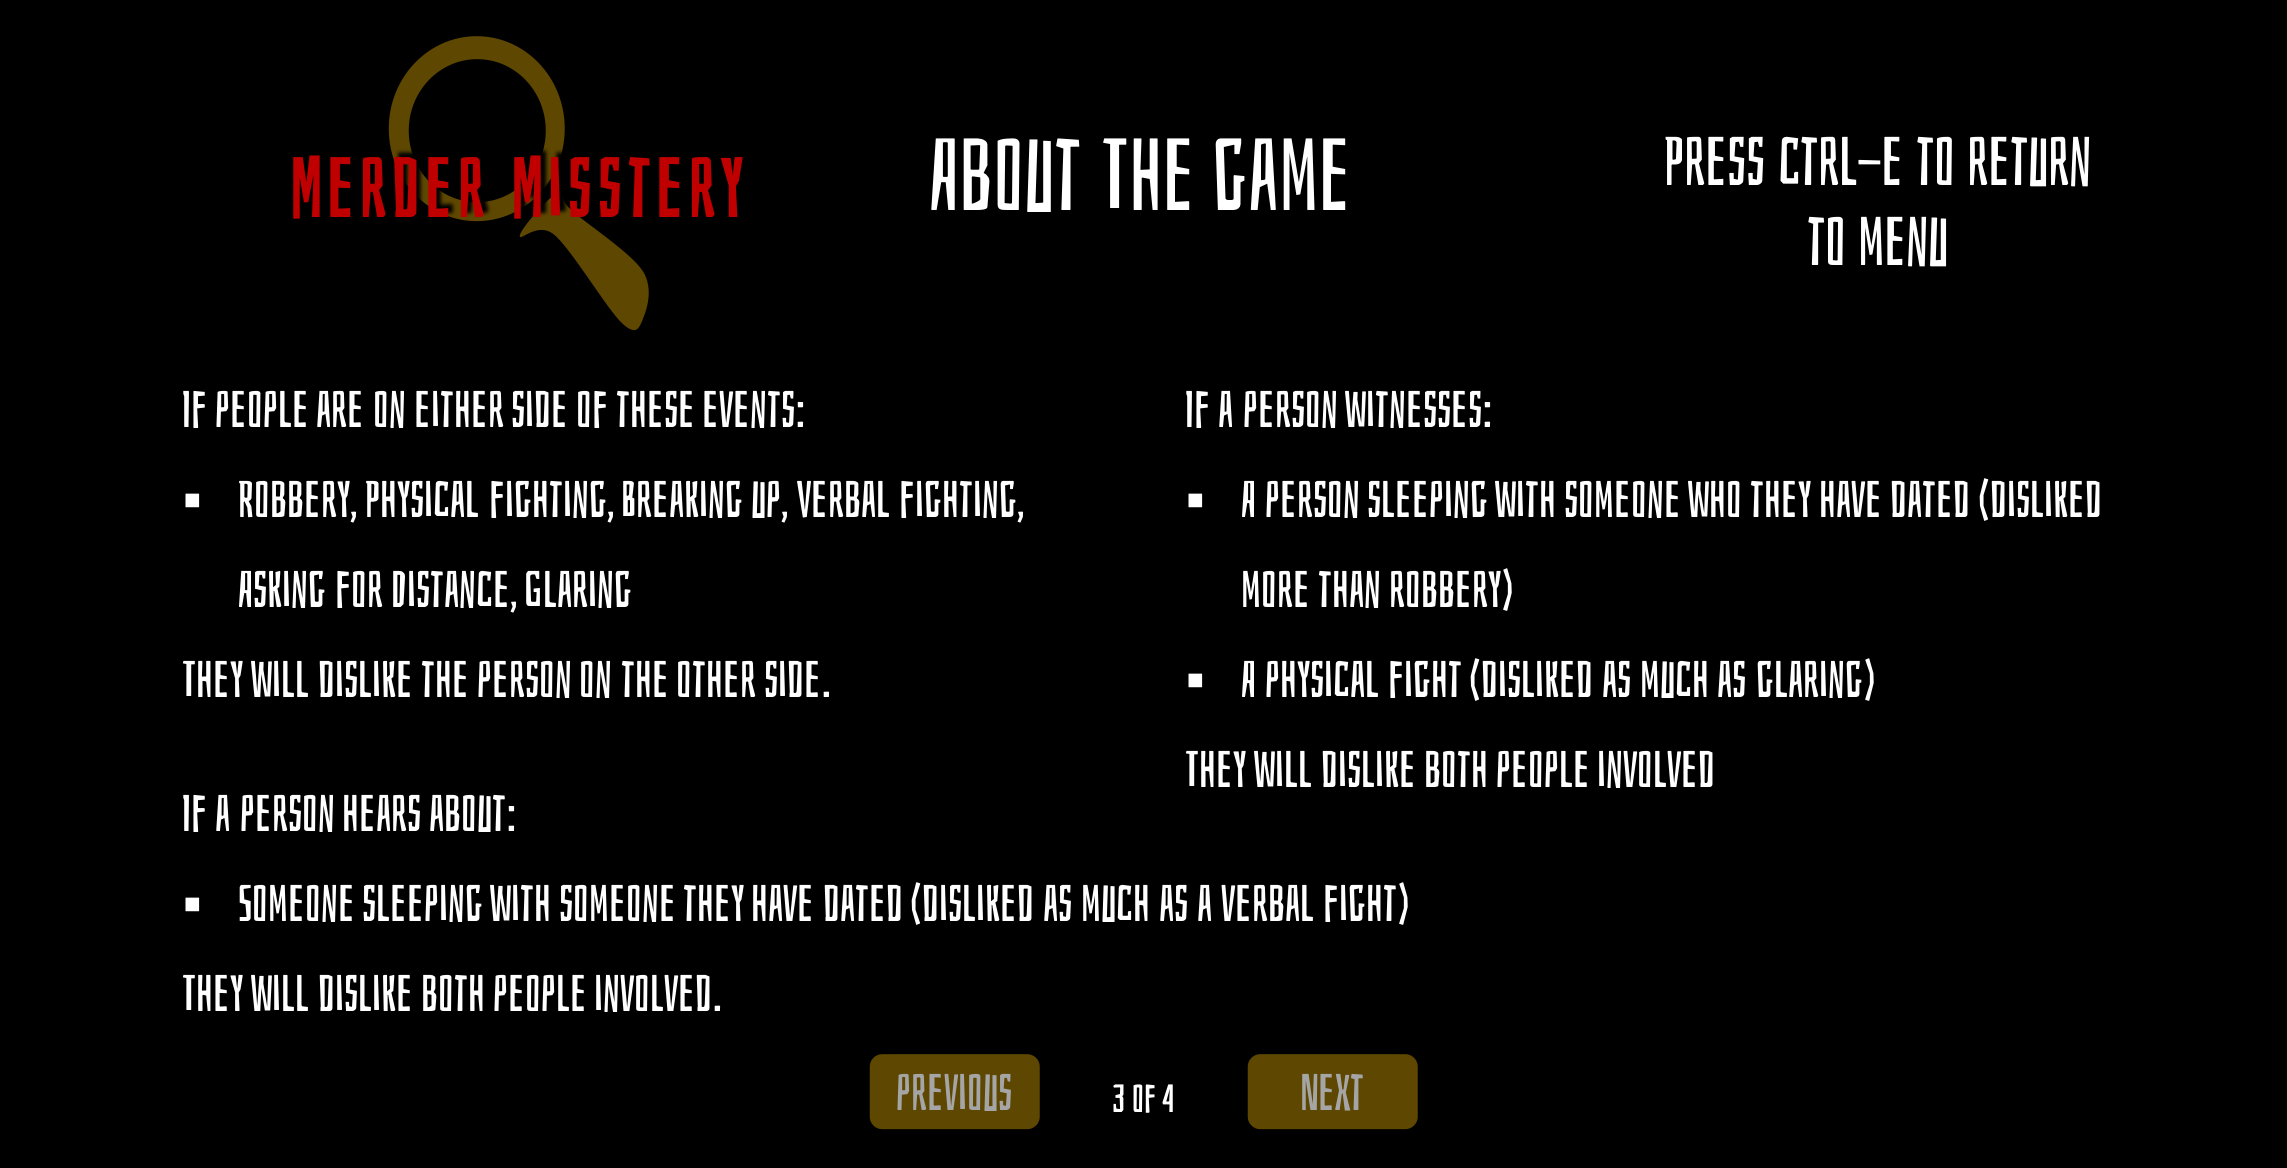 MERDER MISSTERY
ABOUT THE GAME
PRESS CTRL-E TO RETURN
TO MENU
IF PEOPLE ARE ON EITHER SIDE OF THESE EVENTS:
▪ ROBBERY, PHYSICAL FIGHTING, BREAKING UP, VERBAL FIGHTING,
ASKING FOR DISTANCE, GLARING
THEY WILL DISLIKE THE PERSON ON THE OTHER SIDE.
IF A PERSON HEARS ABOUT:
▪ SOMEONE SLEEPING WITH SOMEONE THEY HAVE DATED (DISLIKED AS MUCH AS A VERBAL FIGHT)
THEY WILL DISLIKE BOTH PEOPLE INVOLVED.
IF A PERSON WITNESSES:
▪ A PERSON SLEEPING WITH SOMEONE WHO THEY HAVE DATED (DISLIKED
MORE THAN ROBBERY)
▪ A PHYSICAL FIGHT (DISLIKED AS MUCH AS GLARING)
THEY WILL DISLIKE BOTH PEOPLE INVOLVED
PREVIOUS
3 OF 4
NEXT